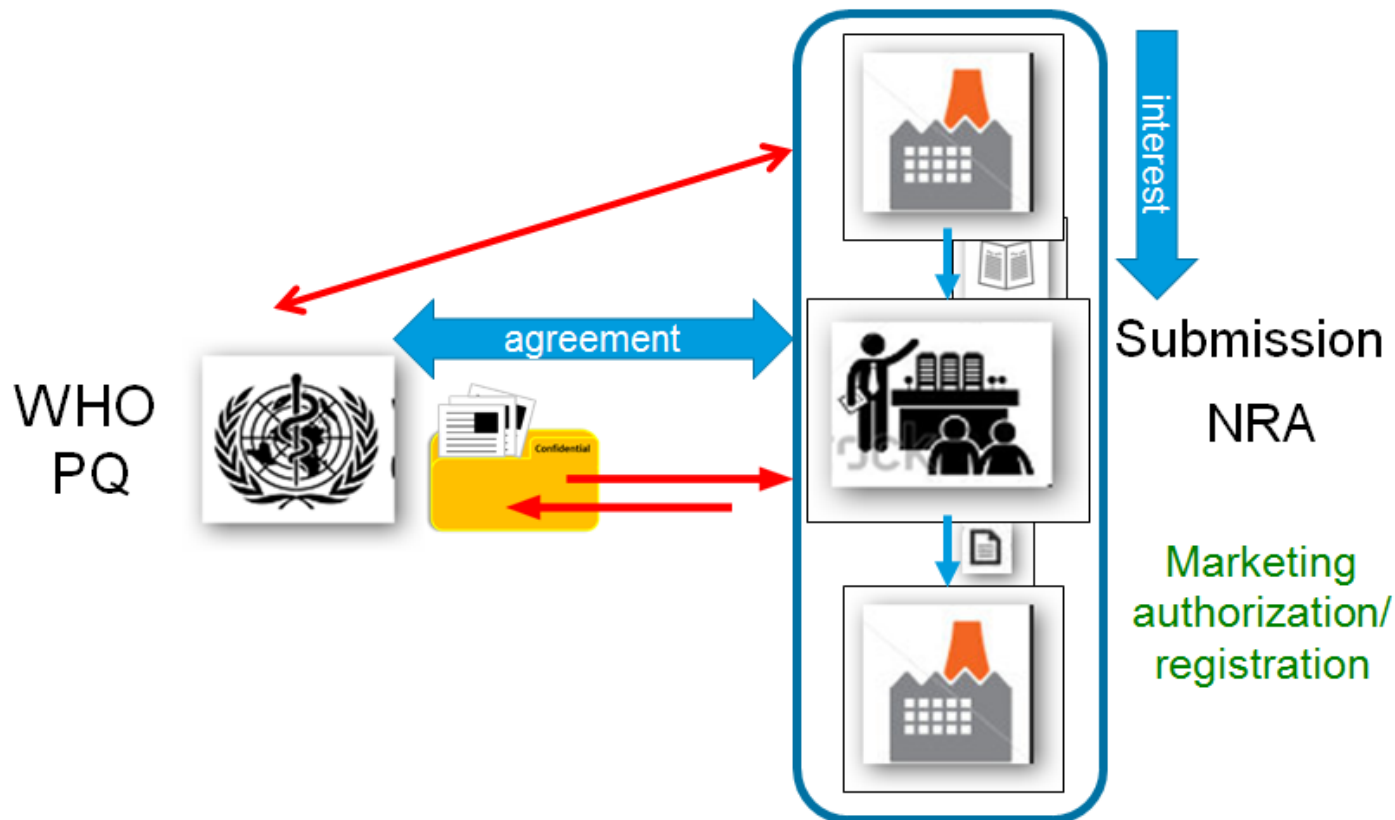 interest
agreement
Submission
WHO
PQ
NRA
Confidential
Marketing
authorization/
registration